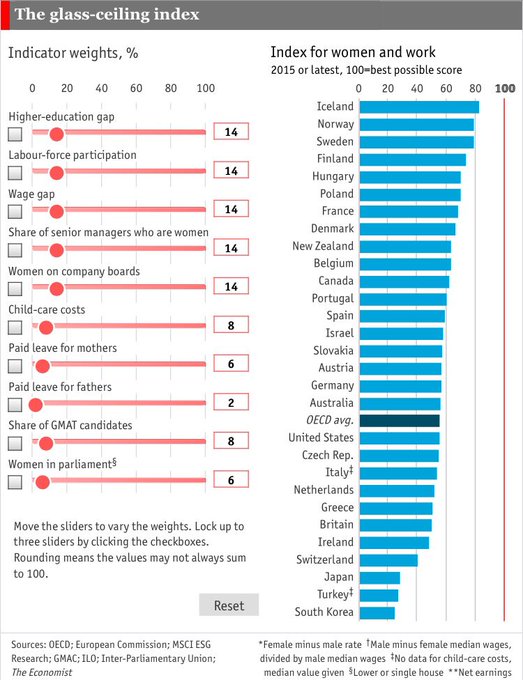 The glass-ceiling index
Indicator weights, %
0 20 40 60 80 100
Higher-education gap
14
Labour-force participation
14
Wage gap
14
Share of senior managers who are women
14
Women on company boards
14
Child-care costs
8
Paid leave for mothers
6
Paid leave for fathers
2
Share of GMAT candidates
8
Women in parliament§
6
Move the sliders to vary the weights. Lock up to
three sliders by clicking the checkboxes.
Rounding means the values may not always sum
to 100.
Reset
Index for women and work
2015 or latest, 100=best possible score
0 20 40 60 80 100
Iceland
Norway
Sweden
Finland
Hungary
Poland
France
Denmark
New Zealand
Belgium
Canada
Portugal
Spain
Israel
Slovakia
Austria
Germany
Australia
OECD avg.
United States
Czech Rep.
Italy‡
Netherlands
Greece
Britain
Ireland
Switzerland
Japan
Turkey‡
South Korea
Sources: OECD; European Commission; MSCI ESG
Research; GMAC; ILO; Inter-Parliamentary Union;
The Economist
*Female minus male rate †Male minus female median wages,
divided by male median wages ‡No data for child-care costs,
median value given §Lower or single house **Net earnings